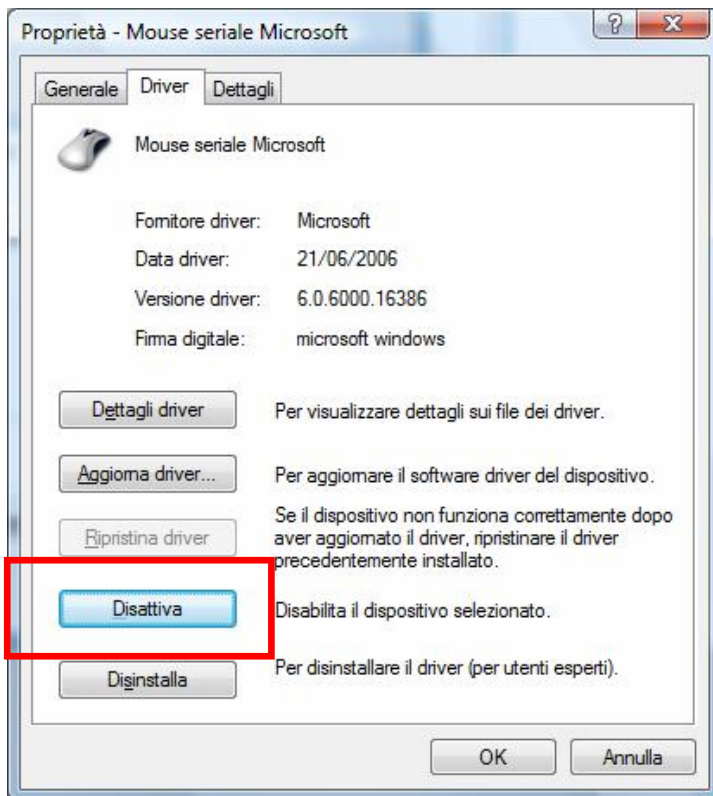 Proprietà - Mouse seriale Microsoft
Generale Driver Dettagli
Mouse seriale Microsoft
Fornitore driver: Microsoft
Data driver: 21/06/2006
Versione driver: 6.0.6000.16386
Firma digitale: microsoft windows
Dettagli driver Per visualizzare dettagli sui file dei driver.
Aggiorna driver... Per aggiornare il software driver del dispositivo.
Ripristina driver Se il dispositivo non funziona correttamente dopo
aver aggiornato il driver, ripristinare il driver
precedentemente installato.
Disattiva Disabilita il dispositivo selezionato.
Disinstalla Per disinstallare il driver (per utenti esperti).
OK Annulla